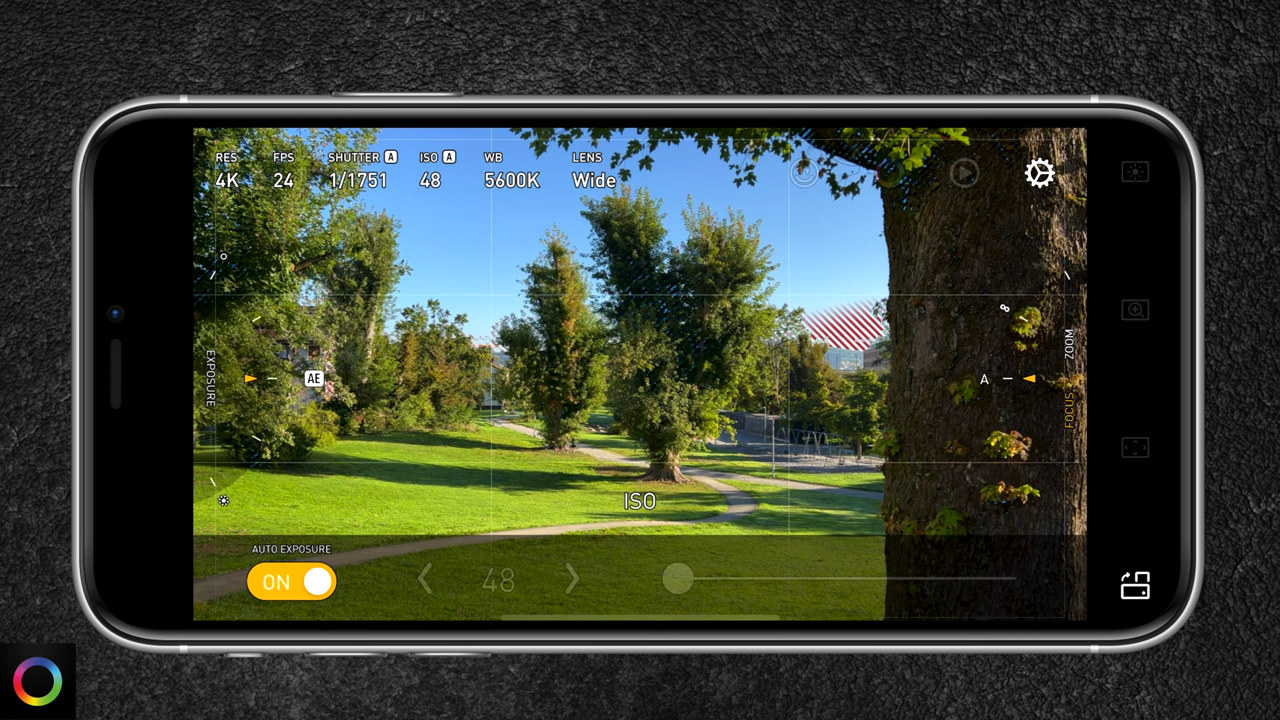 RES FPS SHUTTER A ISO A WB LENS
4K 24 1/1751 48 5600K Wide
EXPOSURE
AE
A
ZOOM
FOCUS
ISO
AUTO EXPOSURE
ON 48